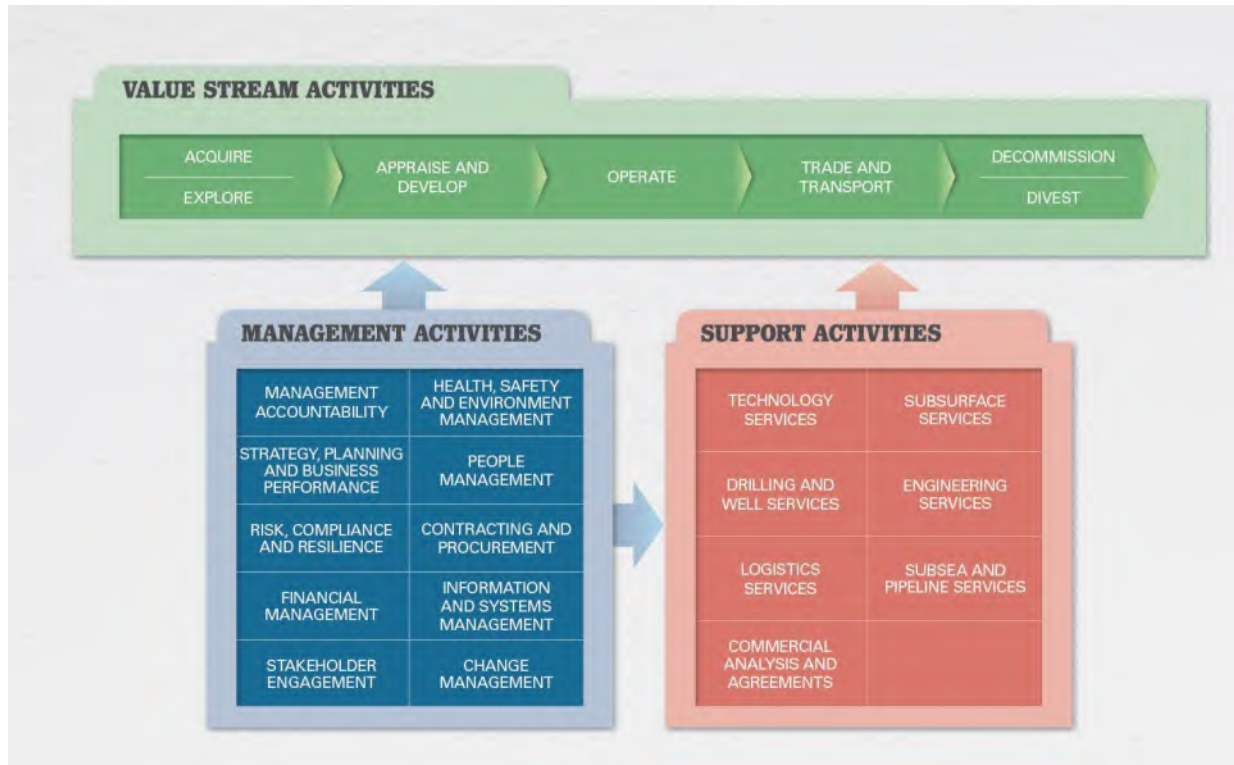 VALUE STREAM ACTIVITIES
ACQUIRE
EXPLORE
APPRAISE AND
DEVELOP
OPERATE
TRADE AND
TRANSPORT
DECOMMISSION
DIVEST
MANAGEMENT ACTIVITIES
MANAGEMENT
ACCOUNTABILITY
HEALTH, SAFETY
AND ENVIRONMENT
MANAGEMENT
STRATEGY, PLANNING
AND BUSINESS
PERFORMANCE
PEOPLE
MANAGEMENT
RISK, COMPLIANCE
AND RESILIENCE
CONTRACTING AND
PROCUREMENT
FINANCIAL
MANAGEMENT
INFORMATION
AND SYSTEMS
MANAGEMENT
STAKEHOLDER
ENGAGEMENT
CHANGE
MANAGEMENT
SUPPORT ACTIVITIES
TECHNOLOGY
SERVICES
SUBSURFACE
SERVICES
DRILLING AND
WELL SERVICES
ENGINEERING
SERVICES
LOGISTICS
SERVICES
SUBSEA AND
PIPELINE SERVICES
COMMERCIAL
ANALYSIS AND
AGREEMENTS